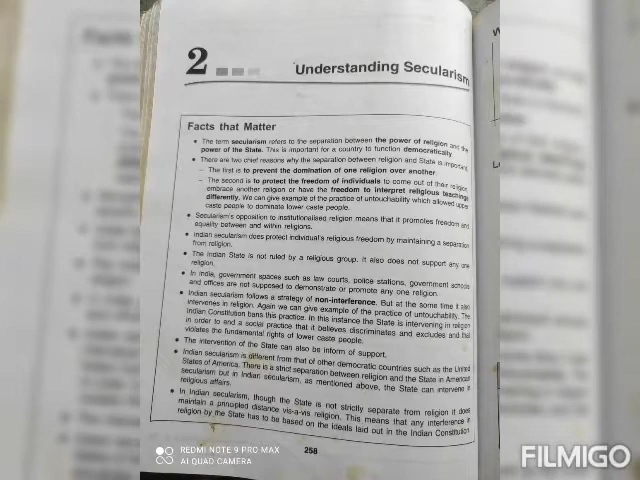 2
Understanding Secularism
Facts that Matter
• The term secularism refers to the separation between the power of religion and the
power of the State. This is important for a country to function democratically.
• There are two chief reasons why the separation between religion and State is important.
– The first is to prevent the domination of one religion over another.
– The second is to protect the freedom of individuals to come out of their religion,
embrace another religion or have the freedom to interpret religious teachings
differently. We can give example of the practice of untouchability which allowed upper
caste people to dominate lower caste people.
• Secularism's opposition to institutionalised religion means that it promotes freedom and
equality between and within religions.
• Indian secularism does protect individual's religious freedom by maintaining a separation
from religion.
• The Indian State is not ruled by a religious group. It also does not support any one
religion.
• In India, government spaces such as law courts, police stations, government schools
and offices are not supposed to demonstrate or promote any one religion.
• Indian secularism follows a strategy of non-interference. But at the some time it also
intervenes in religion. Again we can give example of the practice of untouchability. The
Indian Constitution bans this practice. In this instance the State is intervening in religion
in order to end a social practice that it believes discriminates and excludes and that
violates the fundamental rights of lower caste people.
• The intervention of the State can also be inform of support.
• Indian secularism is different from that of other democratic countries such as the United
States of America. There is a strict separation between religion and the State in American
secularism but in Indian secularism, as mentioned above, the State can intervene in
religious affairs.
• In Indian secularism, though the State is not strictly separate from religion it does
maintain a principled distance vis-a-vis religion. This means that any interference in
religion by the State has to be based on the ideals laid out in the Indian Constitution.
258
REDMI NOTE 9 PRO MAX
AI QUAD CAMERA
FILMIGO